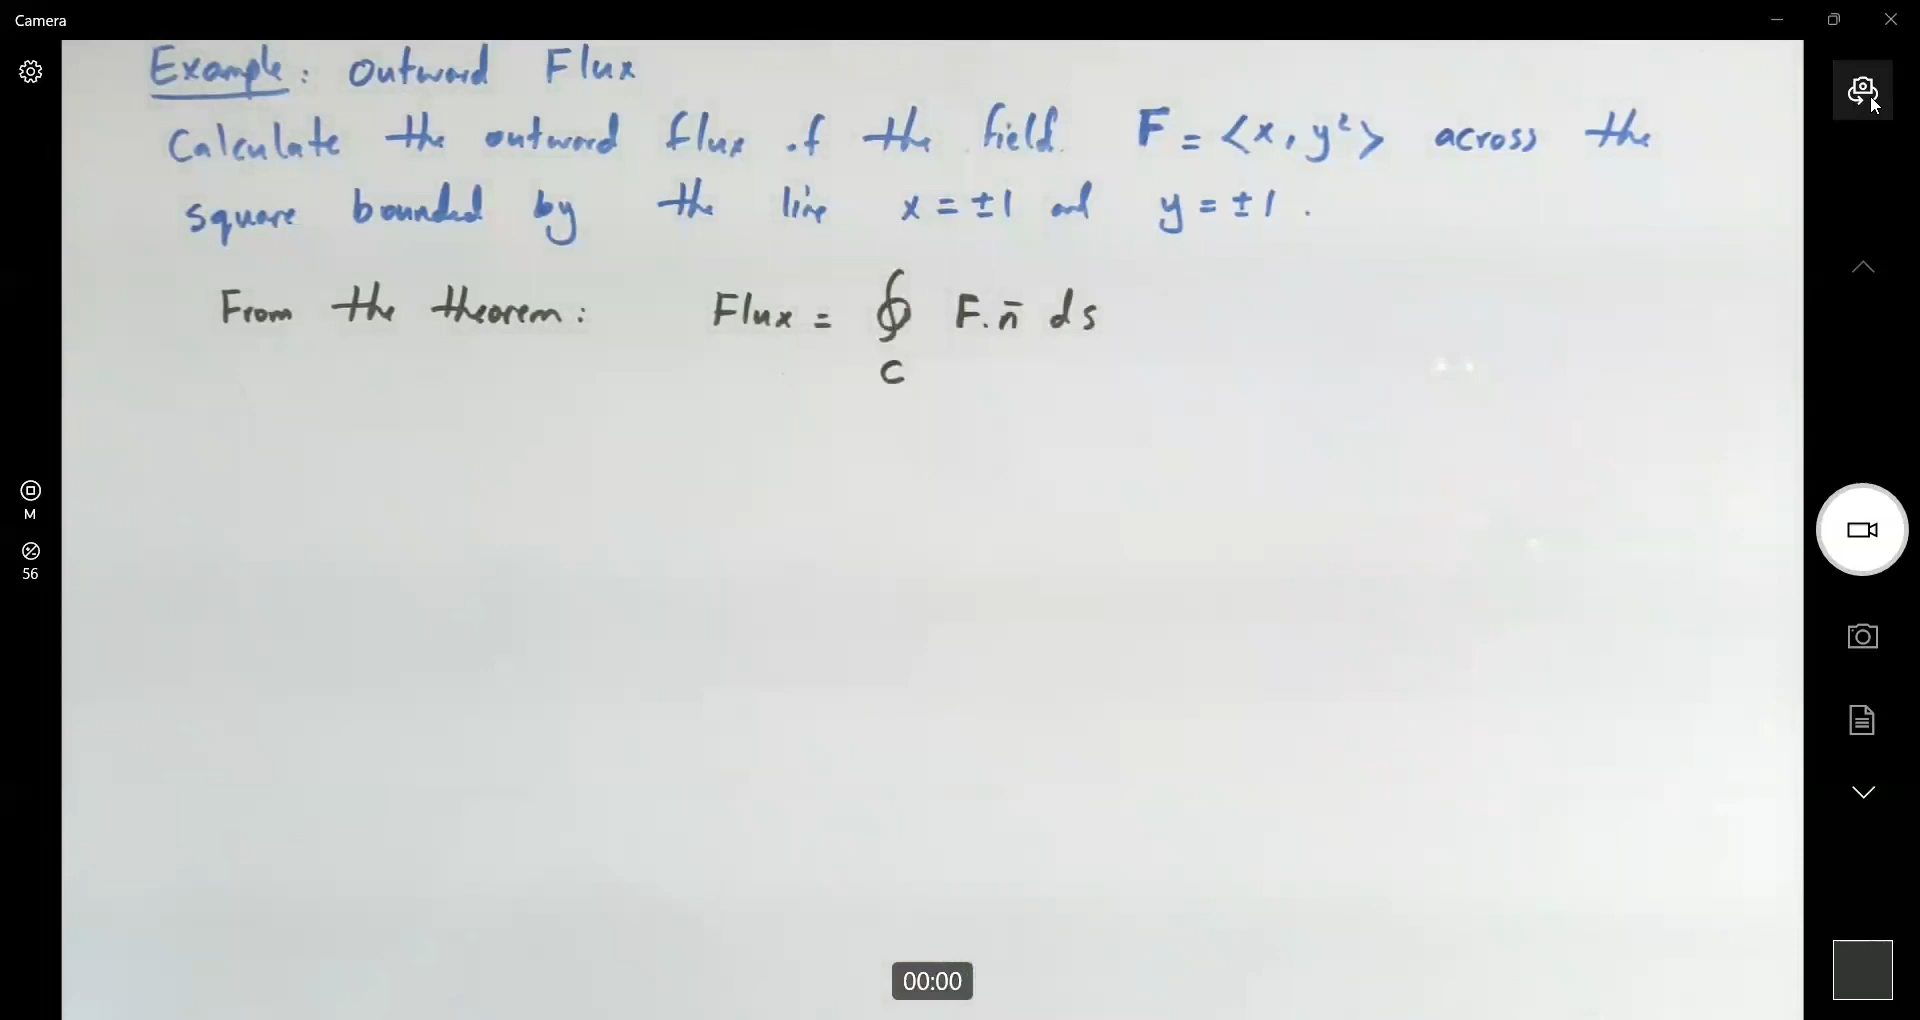 Camera
Example: Outward Flux
Calculate the outward flux of the field F = <x, y²> across the
square bounded by the line x = ±1 and y = ±1.
From the theorem: Flux = ∮ F. n̄ ds
C
M
56
00:00